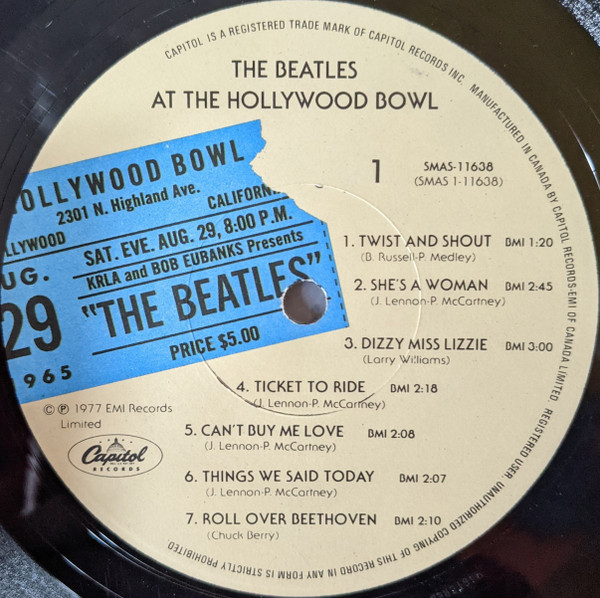 CAPITOL IS A REGISTERED TRADE MARK OF CAPITOL RECORDS INC. MANUFACTURED IN CANADA BY CAPITOL RECORDS-EMI OF CANADA LIMITED. REGISTERED USER. UNAUTHORIZED COPYING OF THIS RECORD IN ANY FORM IS STRICTLY PROHIBITED
THE BEATLES
AT THE HOLLYWOOD BOWL
OLLYWOOD BOWL
2301 N. Highland Ave.
LLYWOOD CALIFORNI
SAT. EVE. AUG. 29, 8:00 P.M.
KRLA and BOB EUBANKS Presents
"THE BEATLES"
PRICE $5.00
UG.
29
965
1
SMAS-11638
(SMAS 1-11638)
1. TWIST AND SHOUT BMI 1:20
(B. Russell-P. Medley)
2. SHE'S A WOMAN BMI 2:45
(J. Lennon-P. McCartney)
3. DIZZY MISS LIZZIE BMI 3:00
(Larry Williams)
4. TICKET TO RIDE BMI 2:18
(J. Lennon-P. McCartney)
5. CAN'T BUY ME LOVE BMI 2:08
(J. Lennon-P. McCartney)
6. THINGS WE SAID TODAY BMI 2:07
(J. Lennon-P. McCartney)
7. ROLL OVER BEETHOVEN BMI 2:10
(Chuck Berry)
© ℗ 1977 EMI Records
Limited
Capitol
RECORDS